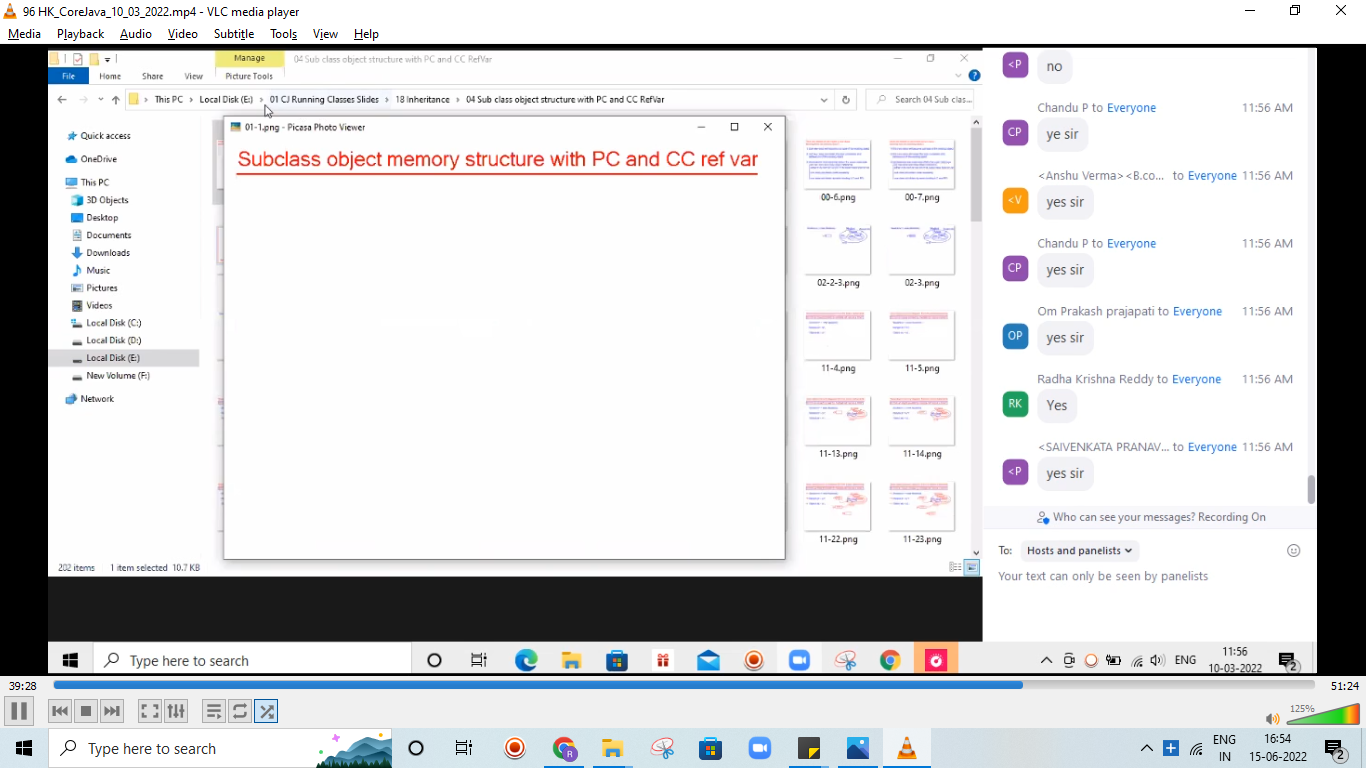 96 HK_CoreJava_10_03_2022.mp4 - VLC media player
Media Playback Audio Video Subtitle Tools View Help
Manage
04 Sub class object structure with PC and CC RefVar
File Home Share View Picture Tools
This PC > Local Disk (E:) > 01 CJ Running Classes Slides > 18 Inheritance > 04 Sub class object structure with PC and CC RefVar
Search 04 Sub clas...
Quick access
OneDrive
This PC
3D Objects
Desktop
Documents
Downloads
Music
Pictures
Videos
Local Disk (C:)
Local Disk (D:)
Local Disk (E:)
New Volume (F:)
Network
01-1.png - Picasa Photo Viewer
Subclass object memory structure with PC and CC ref var
00-6.png
00-7.png
02-2-3.png
02-3.png
11-4.png
11-5.png
11-13.png
11-14.png
11-22.png
11-23.png
202 items 1 item selected 10.7 KB
<P
no
Chandu P to Everyone 11:56 AM
CP
ye sir
<Anshu Verma> <B.co... to Everyone 11:56 AM
<V
yes sir
Chandu P to Everyone 11:56 AM
CP
yes sir
Om Prakash prajapati to Everyone 11:56 AM
OP
yes sir
Radha Krishna Reddy to Everyone 11:56 AM
RK
Yes
<SAIVENKATA PRANAV... to Everyone 11:56 AM
<P
yes sir
Who can see your messages? Recording On
To: Hosts and panelists
Your text can only be seen by panelists
Type here to search
ENG
11:56
10-03-2022
2
39:28
51:24
125%
Type here to search
R
ENG
IN
16:54
15-06-2022
2